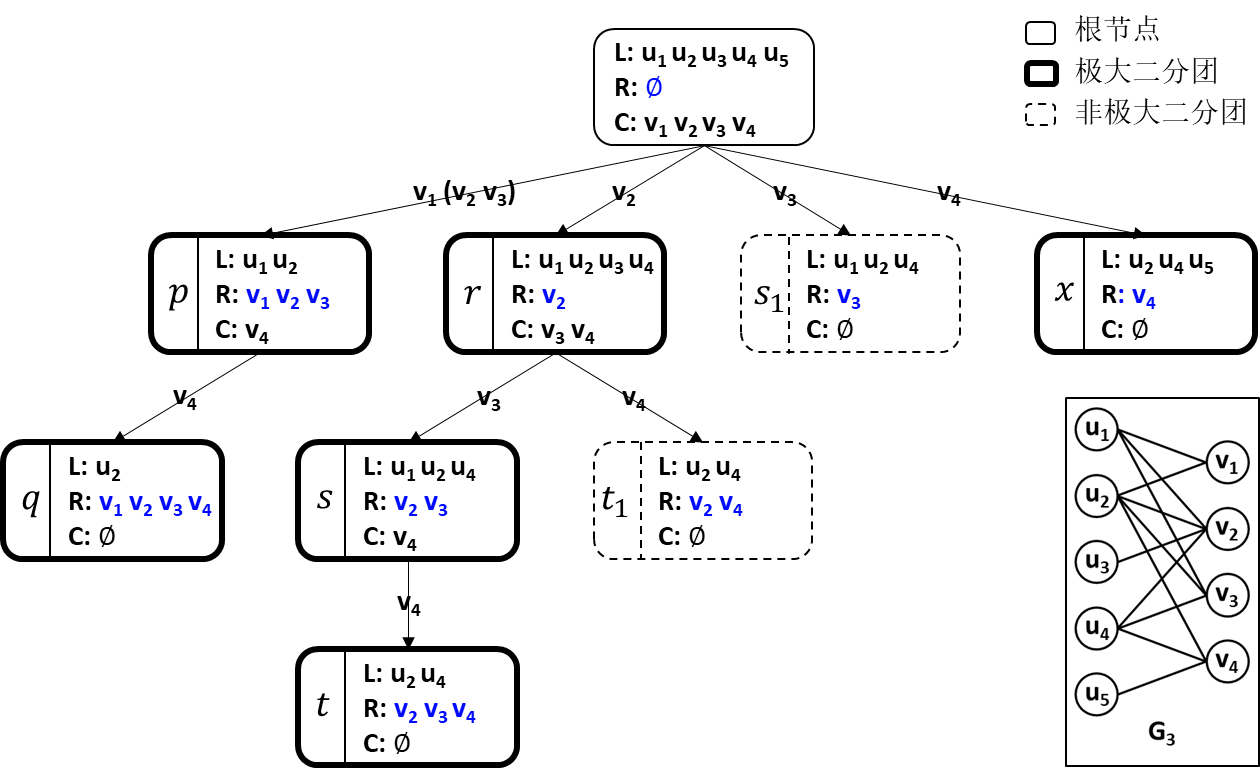 L: u₁ u₂ u₃ u₄ u₅
R: ∅
C: v₁ v₂ v₃ v₄
根节点
极大二分团
非极大二分团
v₁ (v₂ v₃)
v₂
v₃
v₄
p
L: u₁ u₂
R: v₁ v₂ v₃
C: v₄
r
L: u₁ u₂ u₃ u₄
R: v₂
C: v₃ v₄
s₁
L: u₁ u₂ u₄
R: v₃
C: ∅
x
L: u₂ u₄ u₅
R: v₄
C: ∅
v₄
v₃
v₄
q
L: u₂
R: v₁ v₂ v₃ v₄
C: ∅
s
L: u₁ u₂ u₄
R: v₂ v₃
C: v₄
t₁
L: u₂ u₄
R: v₂ v₄
C: ∅
v₄
t
L: u₂ u₄
R: v₂ v₃ v₄
C: ∅
u₁
v₁
u₂
v₂
u₃
v₃
u₄
v₄
u₅
G₃